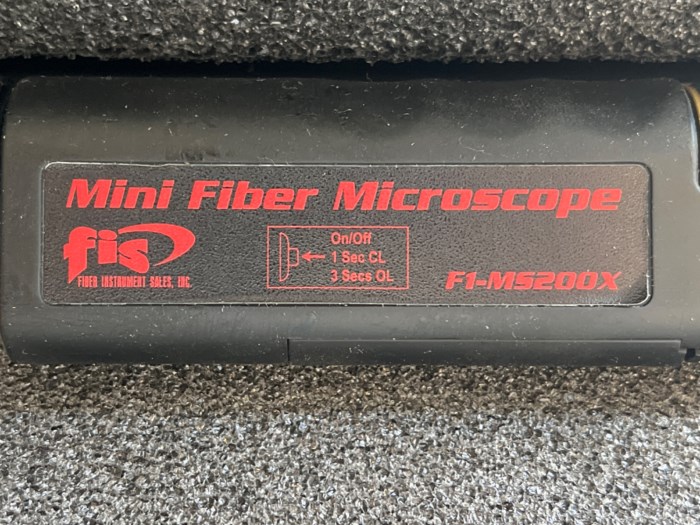 Mini Fiber Microscope
fis
FIBER INSTRUMENT SALES, INC.
On/Off
1 Sec CL
3 Secs OL
F1-MS200X